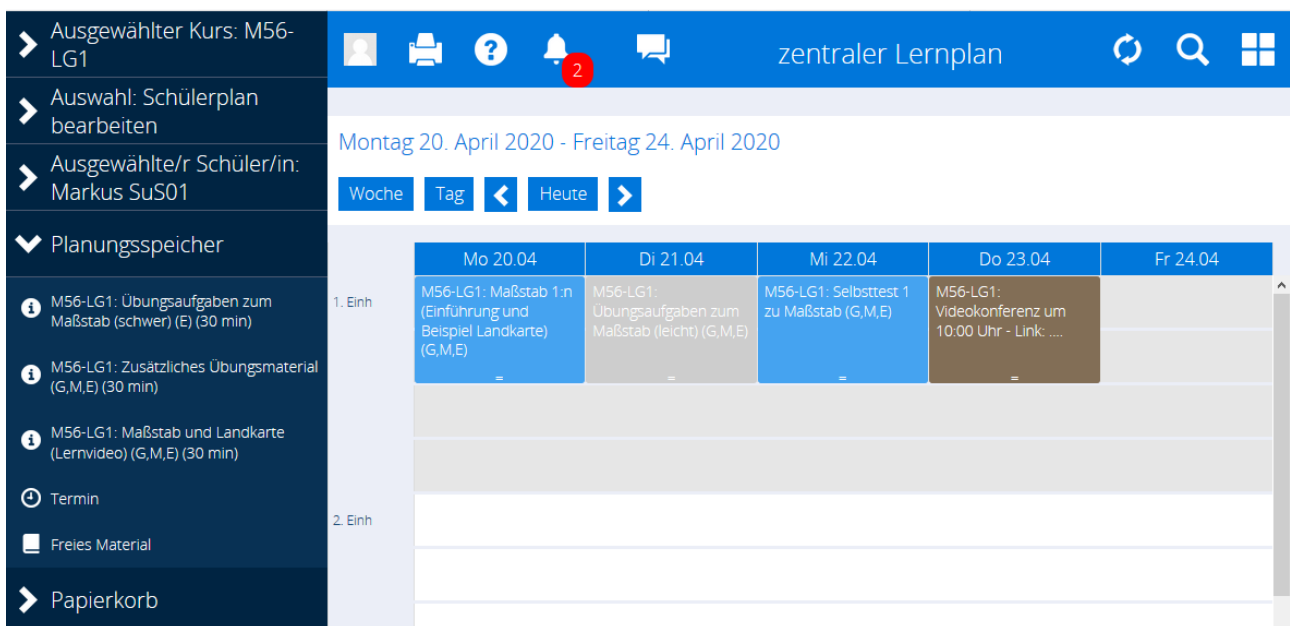 Ausgewählter Kurs: M56-
LG1
Auswahl: Schülerplan
bearbeiten
Ausgewählte/r Schüler/in:
Markus SuS01
Planungsspeicher
M56-LG1: Übungsaufgaben zum
Maßstab (schwer) (E) (30 min)
M56-LG1: Zusätzliches Übungsmaterial
(G,M,E) (30 min)
M56-LG1: Maßstab und Landkarte
(Lernvideo) (G,M,E) (30 min)
Termin
Freies Material
Papierkorb
?
2
zentraler Lernplan
Montag 20. April 2020 - Freitag 24. April 2020
Woche Tag Heute
Mo 20.04 Di 21.04 Mi 22.04 Do 23.04 Fr 24.04
1. Einh
M56-LG1: Maßstab 1:n
(Einführung und
Beispiel Landkarte)
(G,M,E)
=
M56-LG1:
Übungsaufgaben zum
Maßstab (leicht) (G,M,E)
=
M56-LG1: Selbsttest 1
zu Maßstab (G,M,E)
=
M56-LG1:
Videokonferenz um
10:00 Uhr - Link: ....
=
2. Einh